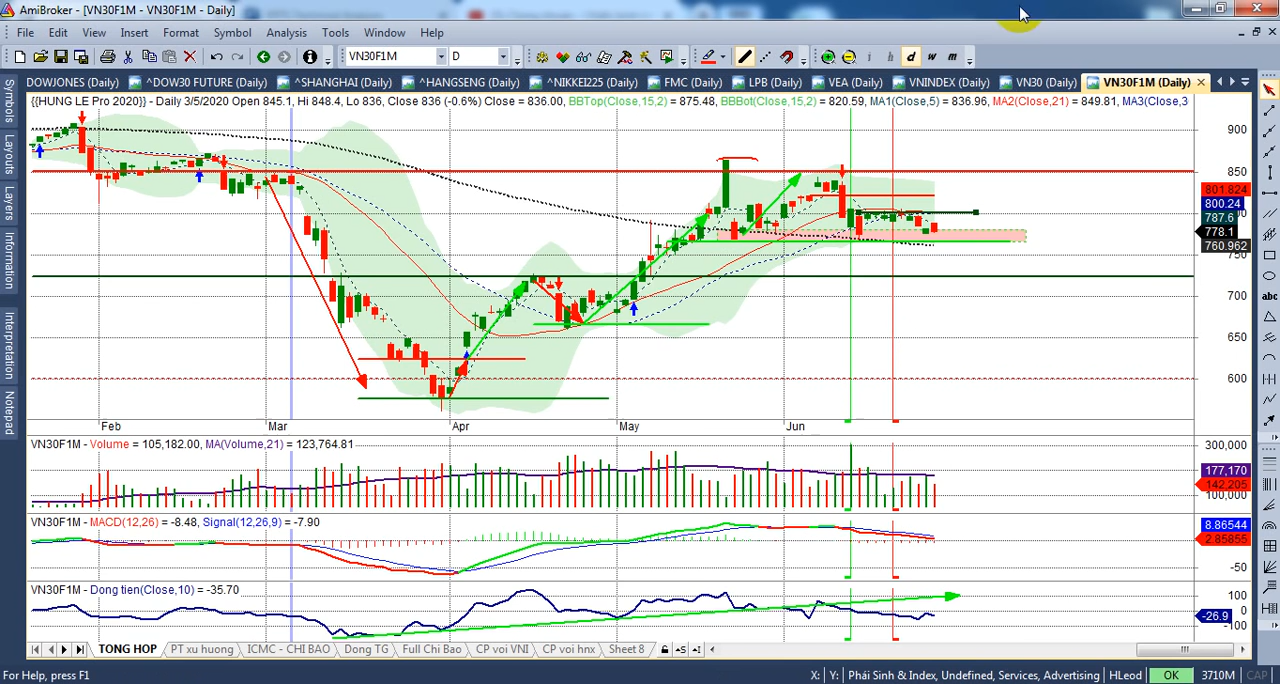 AmiBroker - [VN30F1M - VN30F1M - Daily]
File Edit View Insert Format Symbol Analysis Tools Window Help
VN30F1M D i h d w m
DOWJONES (Daily) ^DOW30 FUTURE (Daily) ^SHANGHAI (Daily) ^HANGSENG (Daily) ^NIKKEI225 (Daily) FMC (Daily) LPB (Daily) VEA (Daily) VNINDEX (Daily) VN30 (Daily) VN30F1M (Daily)
Symbols
Layouts
Layers
Information
Interpretation
Notepad
{{HUNG LE Pro 2020}} - Daily 3/5/2020 Open 845.1, Hi 848.4, Lo 836, Close 836 (-0.6%) Close = 836.00, BBTop(Close,15,2) = 875.48, BBBot(Close,15,2) = 820.59, MA1(Close,5) = 836.96, MA2(Close,21) = 849.81, MA3(Close,3
900
850
801.824
800.24
787.6
778.1
760.962
700
650
600
Feb Mar Apr May Jun
VN30F1M - Volume = 105,182.00, MA(Volume,21) = 123,764.81
300,000
177,170
142,205
100,000
VN30F1M - MACD(12,26) = -8.48, Signal(12,26,9) = -7.90
8.86544
2.85855
-50
VN30F1M - Dong tien(Close,10) = -35.70
100
0
-26.9
-100
TONG HOP PT xu huong ICMC - CHI BAO Dong TG Full Chi Bao CP voi VNI CP voi hnx Sheet 8
For Help, press F1 X: Y: Phái Sinh & Index, Undefined, Services, Advertising HLeod OK 3710M CAP
abc